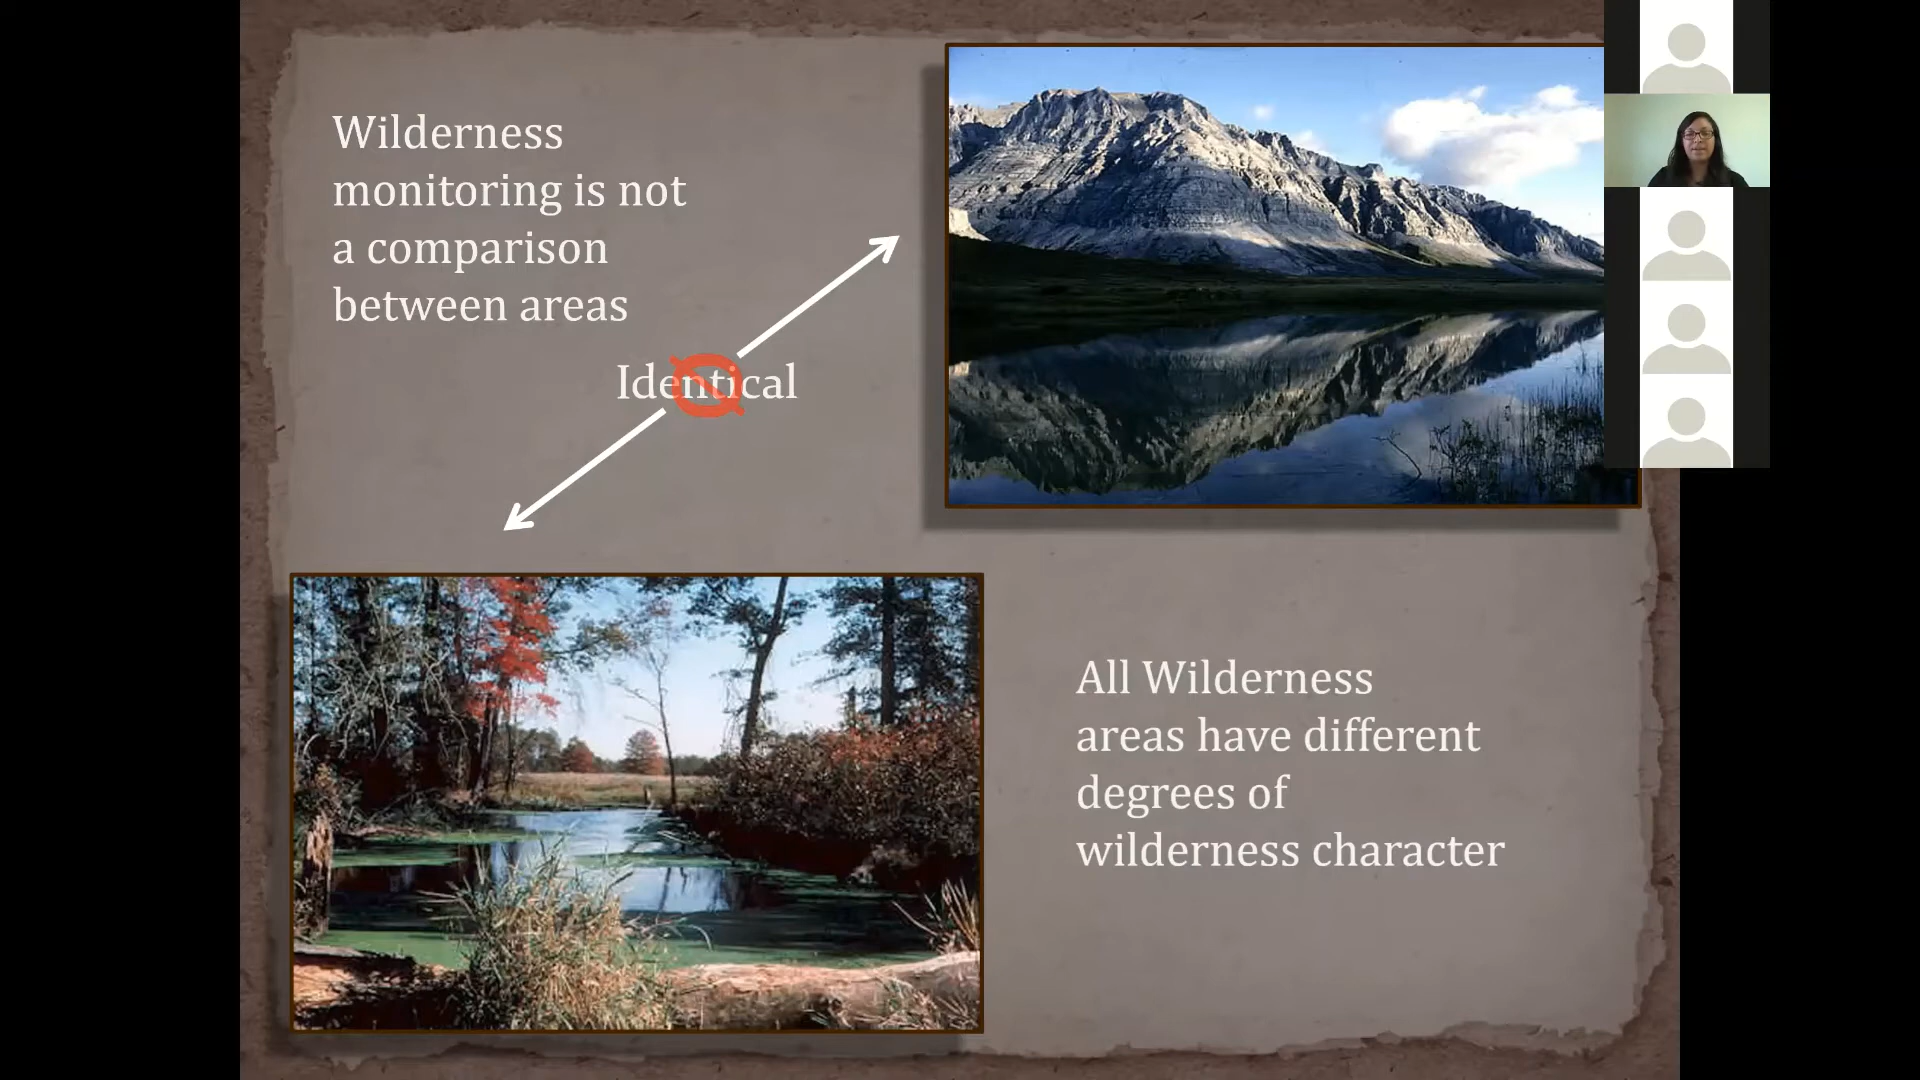 Wilderness
monitoring is not
a comparison
between areas
Identical
All Wilderness
areas have different
degrees of
wilderness character